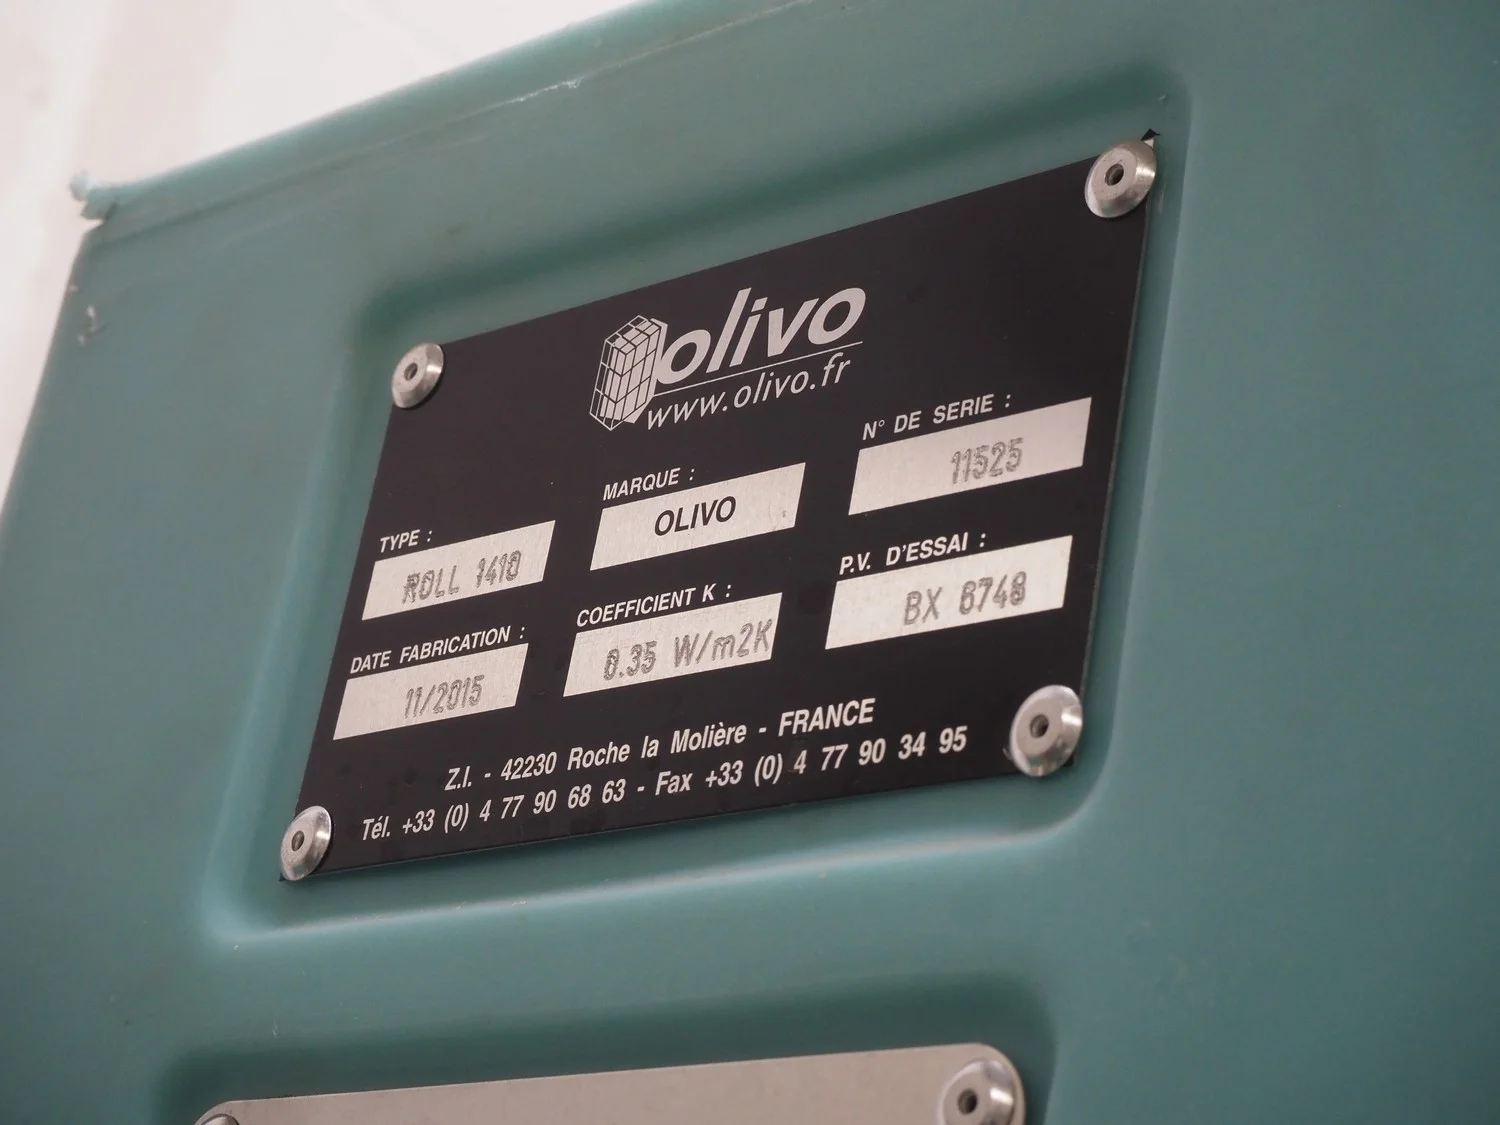 olivo
www.olivo.fr
N° DE SERIE :
11525
MARQUE :
OLIVO
TYPE :
ROLL 1410
P.V. D'ESSAI :
BX 6748
COEFFICIENT K :
0.35 W/m2K
DATE FABRICATION :
11/2015
Z.I. - 42230 Roche la Molière - FRANCE
Tél. +33 (0) 4 77 90 68 63 - Fax +33 (0) 4 77 90 34 95